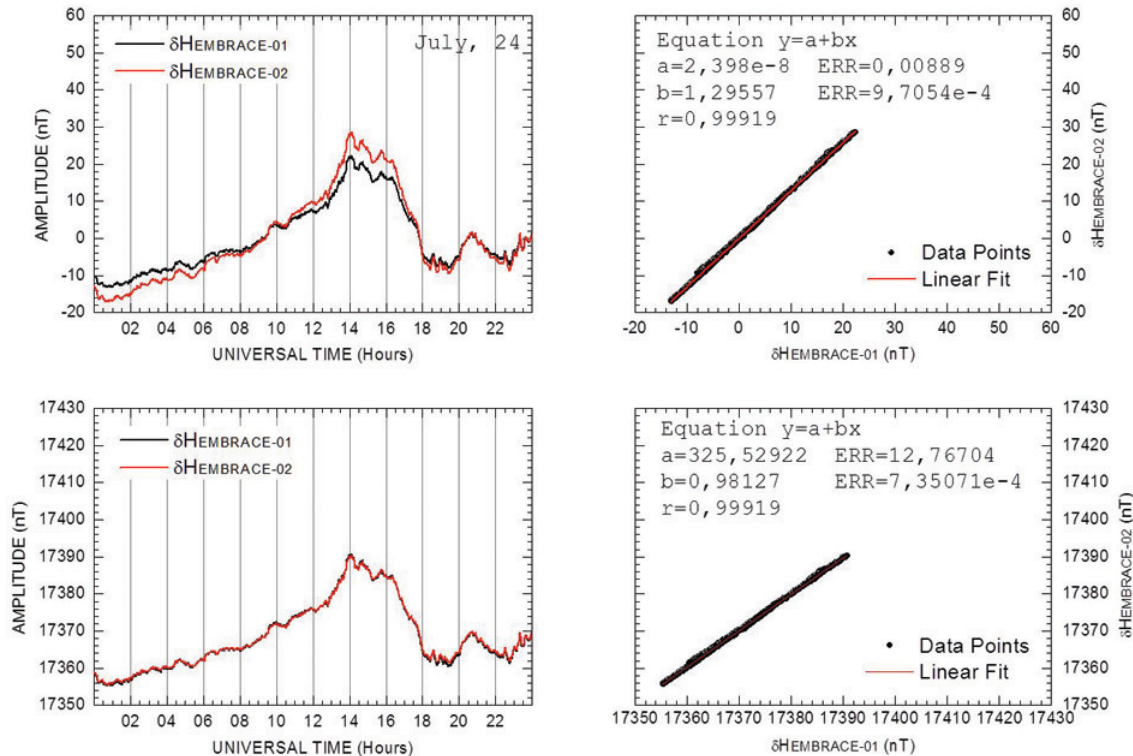 60
50
40
30
20
10
0
-10
-20
AMPLITUDE (nT)
δHEMBRACE-01
δHEMBRACE-02
July, 24
02 04 06 08 10 12 14 16 18 20 22
UNIVERSAL TIME (Hours)
Equation y=a+bx
a=2,398e-8 ERR=0,00889
b=1,29557 ERR=9,7054e-4
r=0,99919
Data Points
Linear Fit
60
50
40
30
20
10
0
-10
-20
δHEMBRACE-02 (nT)
-20 -10 0 10 20 30 40 50 60
δHEMBRACE-01 (nT)
17430
17420
17410
17400
17390
17380
17370
17360
17350
AMPLITUDE (nT)
δHEMBRACE-01
δHEMBRACE-02
02 04 06 08 10 12 14 16 18 20 22
UNIVERSAL TIME (Hours)
Equation y=a+bx
a=325,52922 ERR=12,76704
b=0,98127 ERR=7,35071e-4
r=0,99919
Data Points
Linear Fit
17430
17420
17410
17400
17390
17380
17370
17360
17350
δHEMBRACE-02 (nT)
17350 17360 17370 17380 17390 17400 17410 17420 17430
δHEMBRACE-01 (nT)